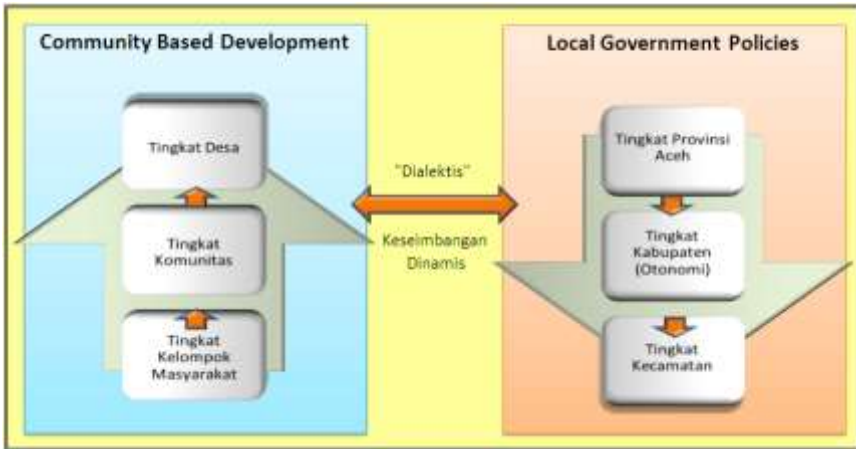 Community Based Development
Tingkat Desa
Tingkat
Komunitas
Tingkat
Kelompok
Masyarakat
"Dialektis"
Keseimbangan
Dinamis
Local Government Policies
Tingkat Provinsi
Aceh
Tingkat
Kabupaten
(Otonomi)
Tingkat
Kecamatan